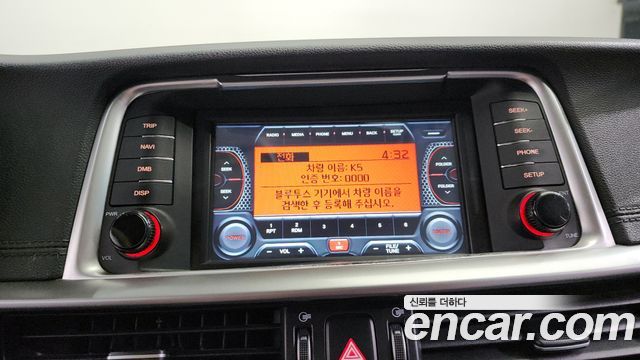 RADIO MEDIA PHONE MENU BACK SETUP
TRIP
NAVI
DMB
DISP
PWR
VOL
SEEK+
SEEK-
PHONE
SETUP
TUNE
전화 4:32
차량 이름: K5
인증 번호: 0000
블루투스 기기에서 차량 이름을
검색한 후 등록해 주십시오.
SEEK
FOLDER
POWER
1 RPT 2 RDM 3 4 5 6
- VOL + - FILE/TUNE +
신뢰를 더하다
encar.com